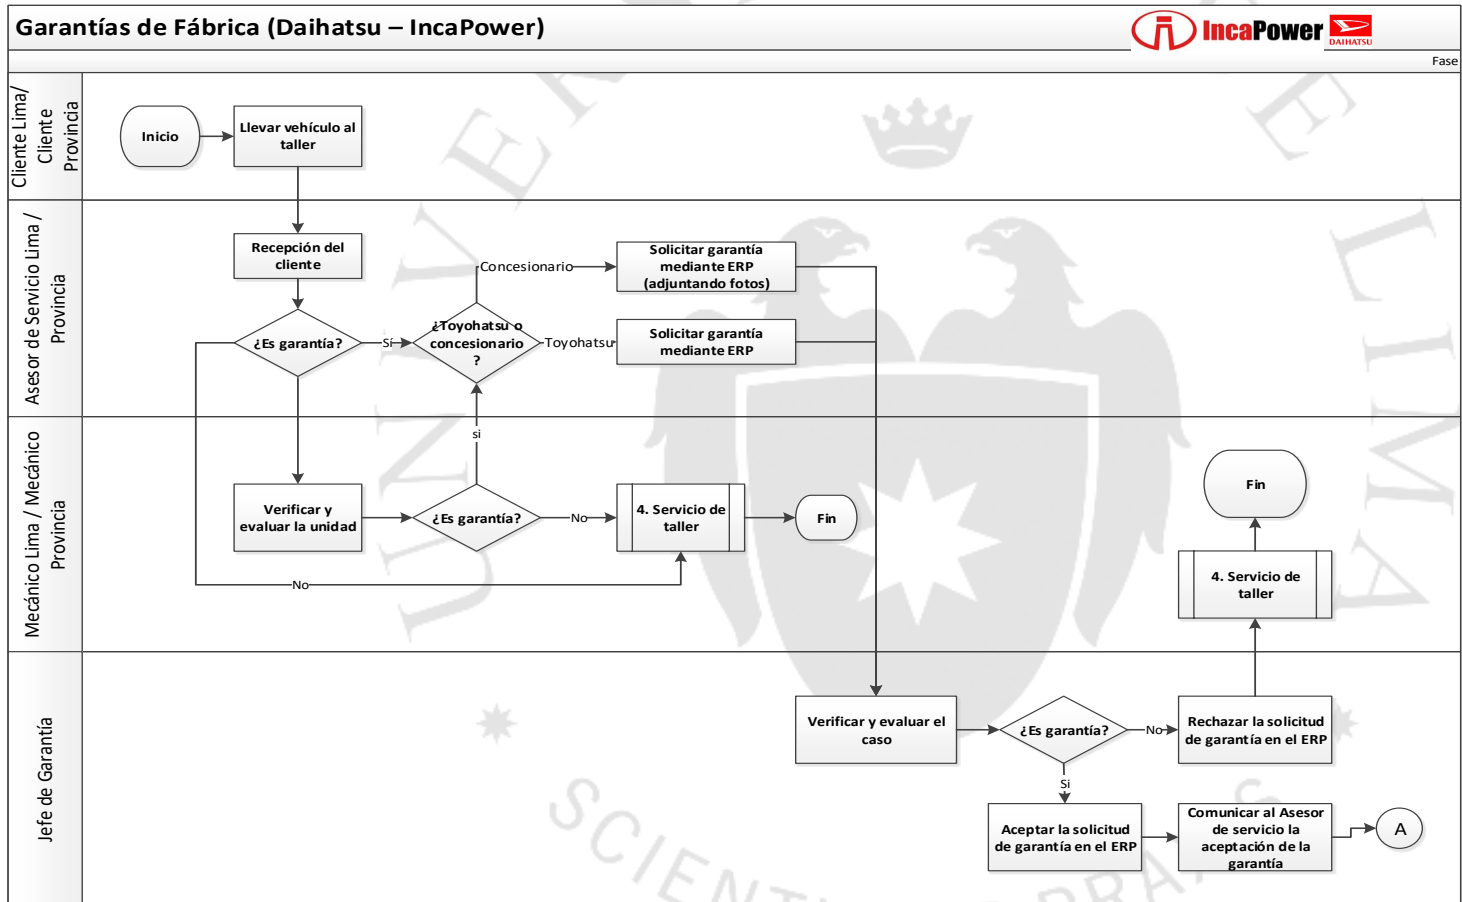 Garantías de Fábrica (Daihatsu – IncaPower)
IncaPower
DAIHATSU
Fase
Cliente Lima/
Cliente
Provincia
Inicio
Llevar vehículo al
taller
Asesor de Servicio Lima /
Provincia
Recepción del
cliente
¿Es garantía?
Sí
¿Toyohatsu o
concesionario
?
Concesionario
Solicitar garantía
mediante ERP
(adjuntando fotos)
Toyohatsu
Solicitar garantía
mediante ERP
Mecánico Lima / Mecánico
Provincia
si
Verificar y
evaluar la unidad
¿Es garantía?
No
4. Servicio de
taller
Fin
No
Fin
4. Servicio de
taller
Jefe de Garantía
Verificar y evaluar el
caso
¿Es garantía?
No
Rechazar la solicitud
de garantía en el ERP
Si
Aceptar la solicitud
de garantía en el ERP
Comunicar al Asesor
de servicio la
aceptación de la
garantía
A